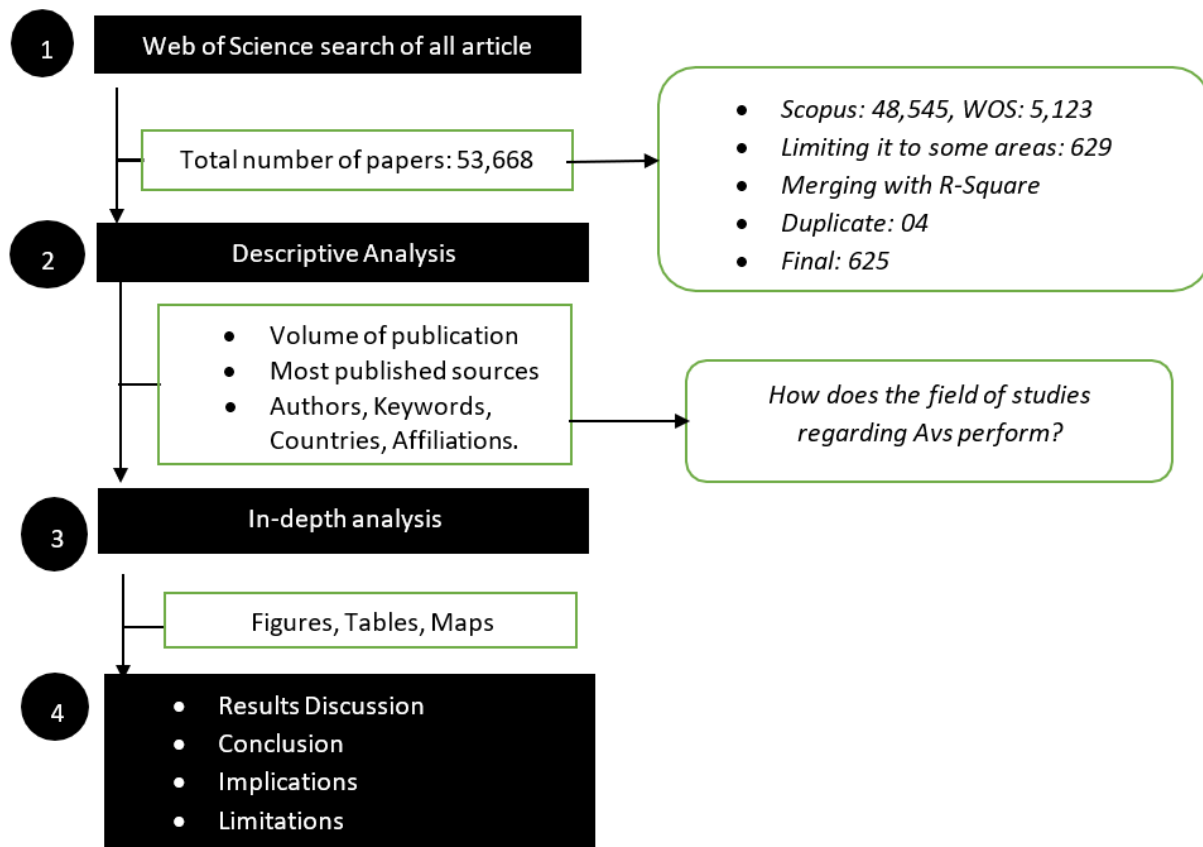 1
Web of Science search of all article
Total number of papers: 53,668
• Scopus: 48,545, WOS: 5,123
• Limiting it to some areas: 629
• Merging with R-Square
• Duplicate: 04
• Final: 625
2
Descriptive Analysis
• Volume of publication
• Most published sources
• Authors, Keywords,
Countries, Affiliations.
How does the field of studies
regarding Avs perform?
3
In-depth analysis
Figures, Tables, Maps
4
• Results Discussion
• Conclusion
• Implications
• Limitations